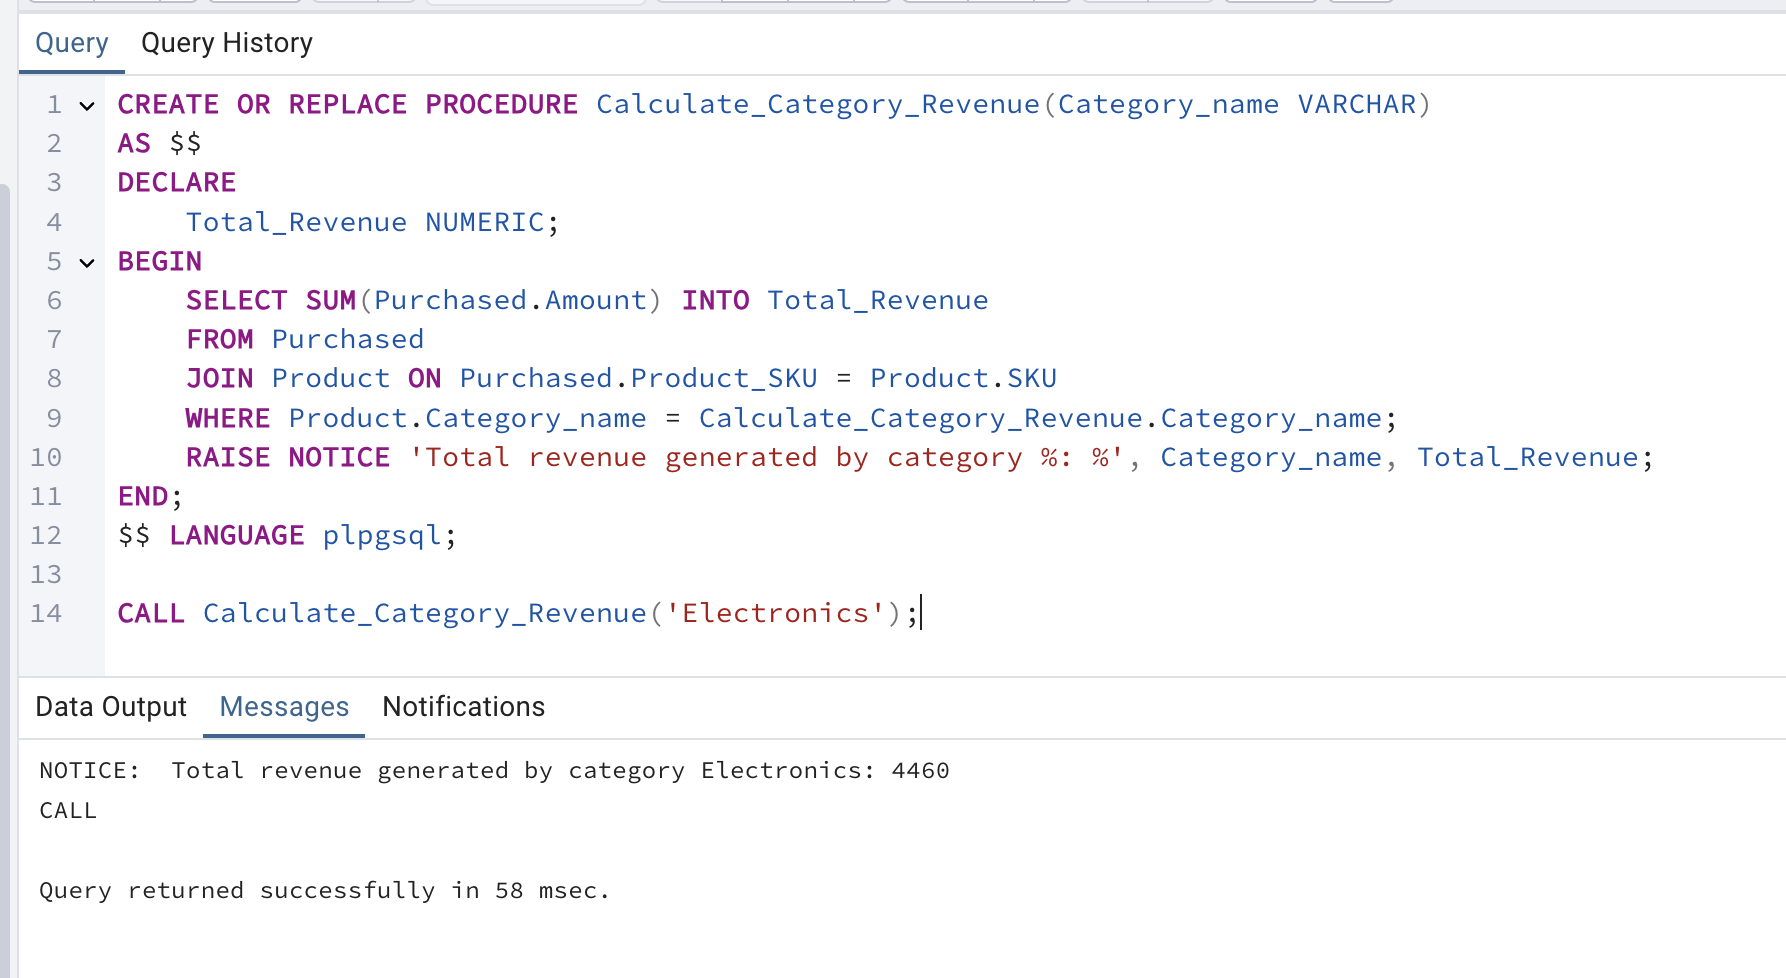 Query Query History
1 CREATE OR REPLACE PROCEDURE Calculate_Category_Revenue(Category_name VARCHAR)
2 AS $$
3 DECLARE
4     Total_Revenue NUMERIC;
5 BEGIN
6     SELECT SUM(Purchased.Amount) INTO Total_Revenue
7     FROM Purchased
8     JOIN Product ON Purchased.Product_SKU = Product.SKU
9     WHERE Product.Category_name = Calculate_Category_Revenue.Category_name;
10     RAISE NOTICE 'Total revenue generated by category %: %', Category_name, Total_Revenue;
11 END;
12 $$ LANGUAGE plpgsql;
13
14 CALL Calculate_Category_Revenue('Electronics');
Data Output Messages Notifications
NOTICE:  Total revenue generated by category Electronics: 4460
CALL
Query returned successfully in 58 msec.